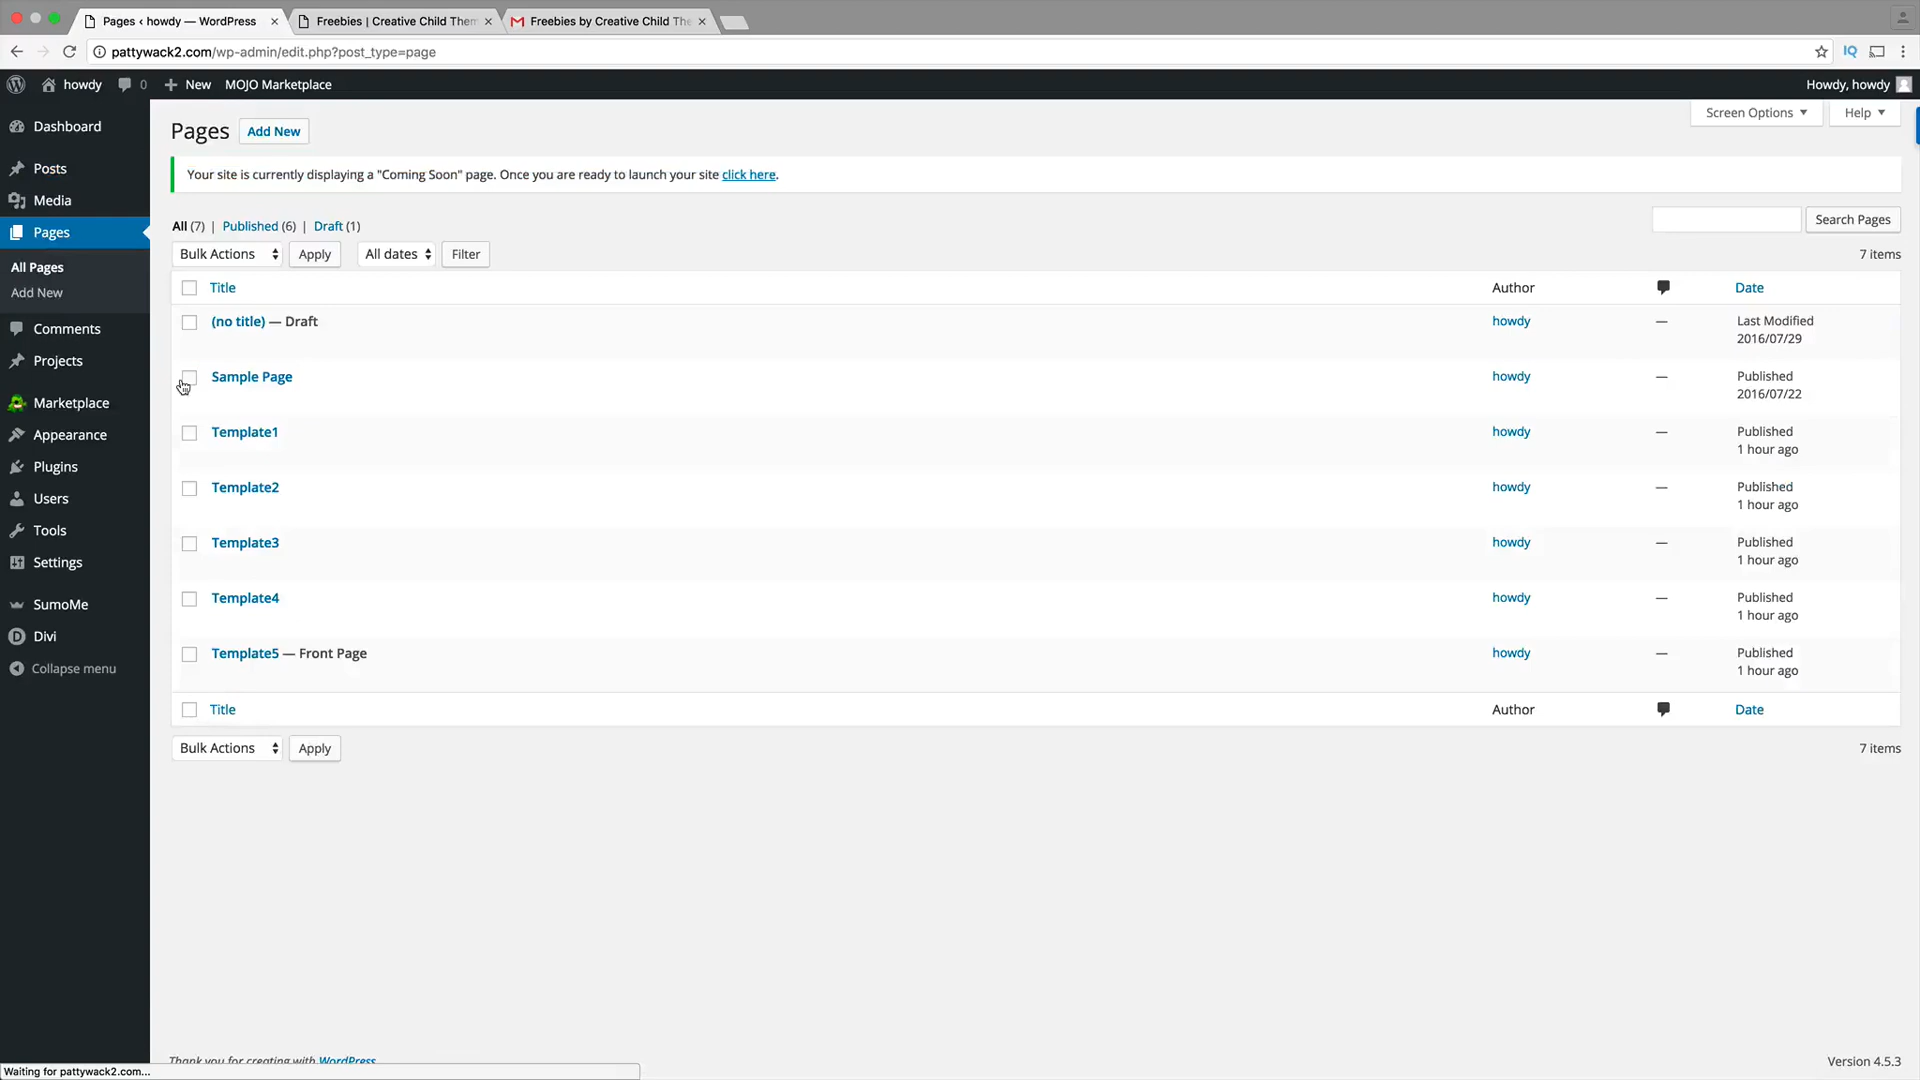 Pages ‹ howdy — WordPress
Freebies | Creative Child Them
Freebies by Creative Child The
pattywack2.com/wp-admin/edit.php?post_type=page
howdy
0
New
MOJO Marketplace
Howdy, howdy
Dashboard
Posts
Media
Pages
All Pages
Add New
Comments
Projects
Marketplace
Appearance
Plugins
Users
Tools
Settings
SumoMe
Divi
Collapse menu
Pages
Add New
Screen Options
Help
Your site is currently displaying a "Coming Soon" page. Once you are ready to launch your site click here.
All (7) | Published (6) | Draft (1)
Search Pages
Bulk Actions
Apply
All dates
Filter
7 items
Title
Author
Date
(no title) — Draft
howdy
—
Last Modified
2016/07/29
Sample Page
howdy
—
Published
2016/07/22
Template1
howdy
—
Published
1 hour ago
Template2
howdy
—
Published
1 hour ago
Template3
howdy
—
Published
1 hour ago
Template4
howdy
—
Published
1 hour ago
Template5 — Front Page
howdy
—
Published
1 hour ago
Title
Author
Date
Bulk Actions
Apply
7 items
Thank you for creating with WordPress
Version 4.5.3
Waiting for pattywack2.com...